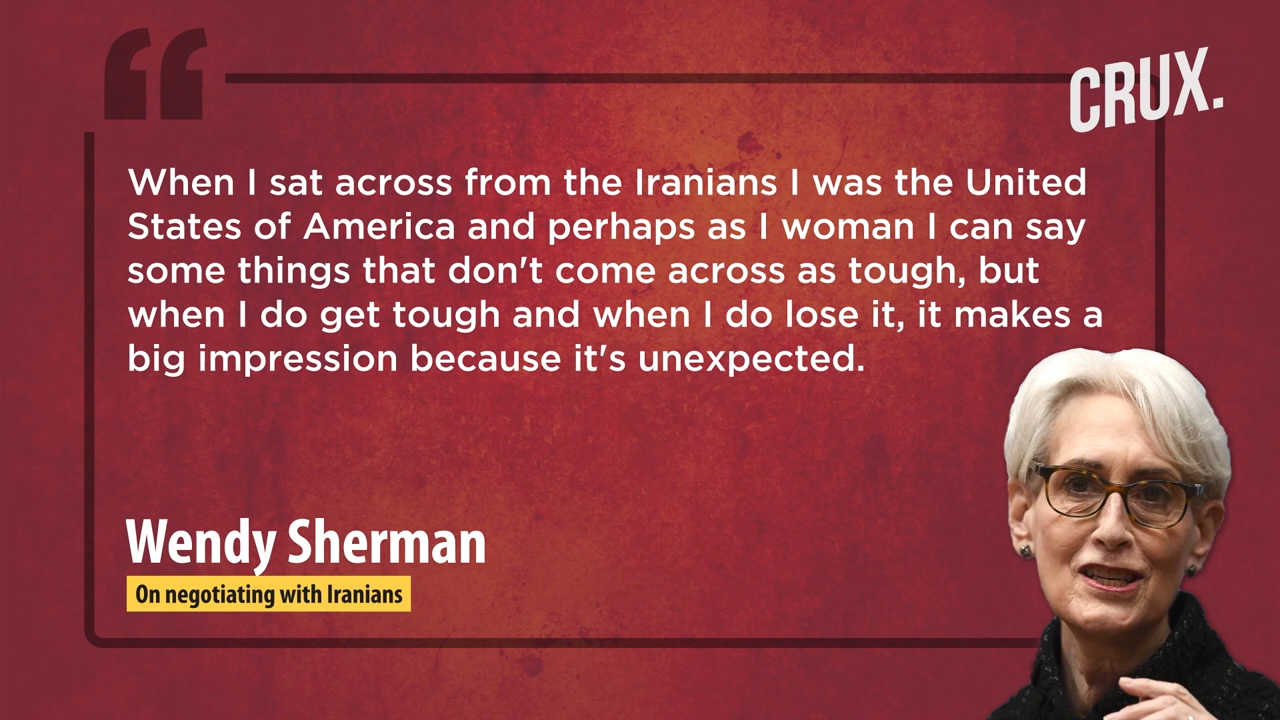 CRUX.
When I sat across from the Iranians I was the United
States of America and perhaps as I woman I can say
some things that don't come across as tough, but
when I do get tough and when I do lose it, it makes a
big impression because it's unexpected.
Wendy Sherman
On negotiating with Iranians